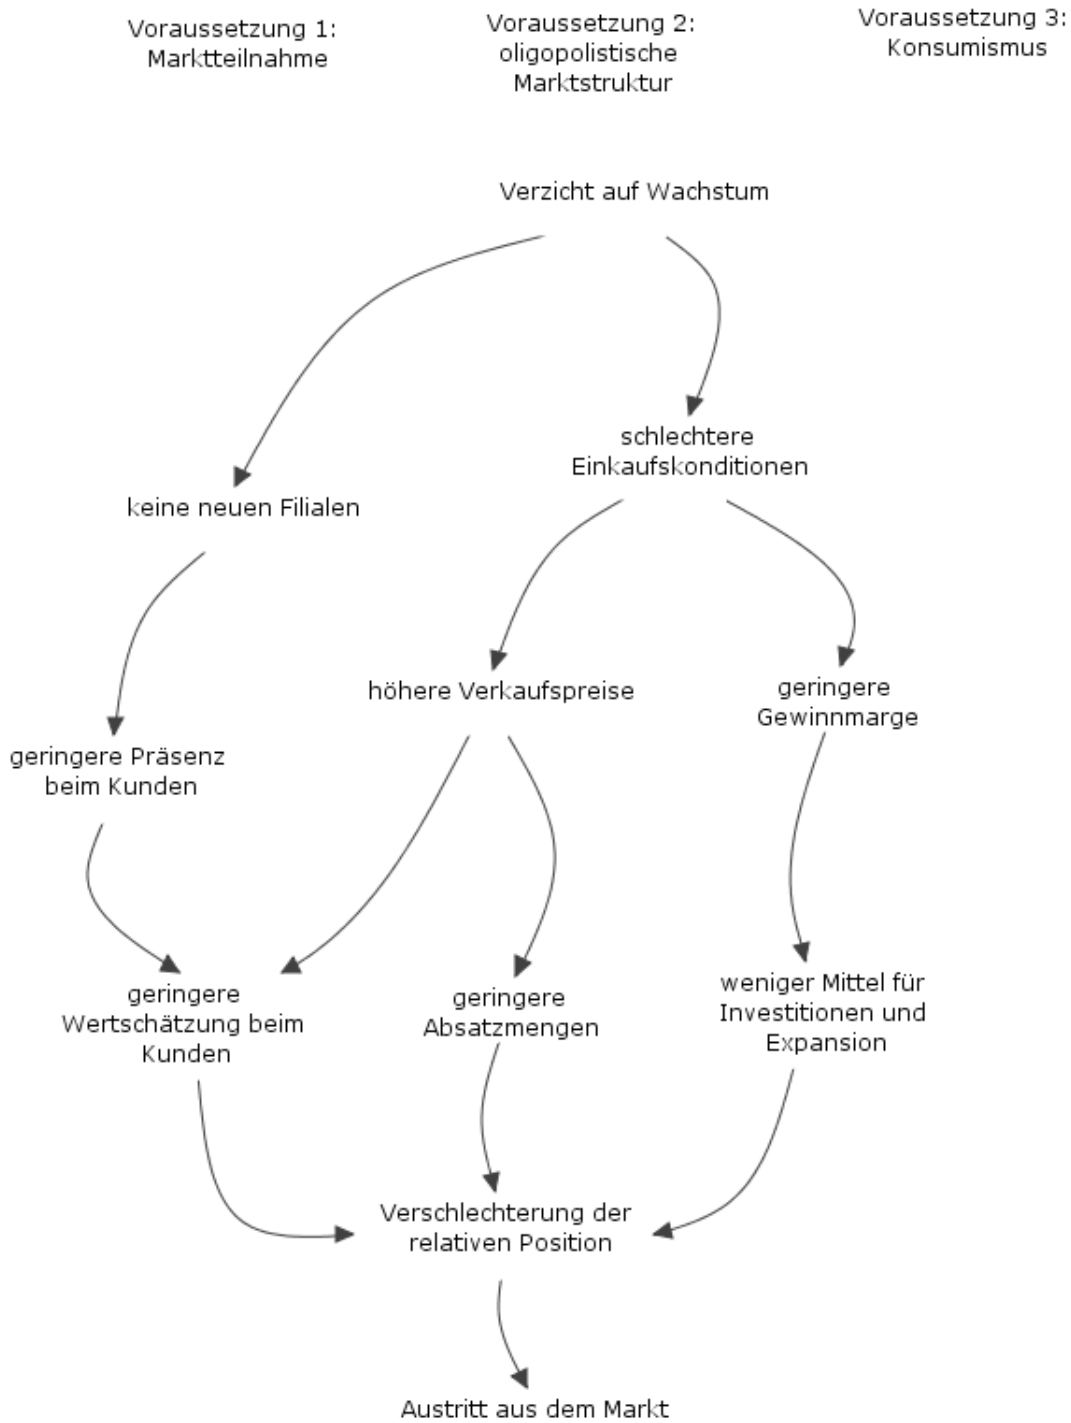 Voraussetzung 1:
Marktteilnahme
Voraussetzung 2:
oligopolistische
Marktstruktur
Voraussetzung 3:
Konsumismus
Verzicht auf Wachstum
schlechtere
Einkaufskonditionen
keine neuen Filialen
höhere Verkaufspreise
geringere
Gewinnmarge
geringere Präsenz
beim Kunden
geringere
Wertschätzung beim
Kunden
geringere
Absatzmengen
weniger Mittel für
Investitionen und
Expansion
Verschlechterung der
relativen Position
Austritt aus dem Markt